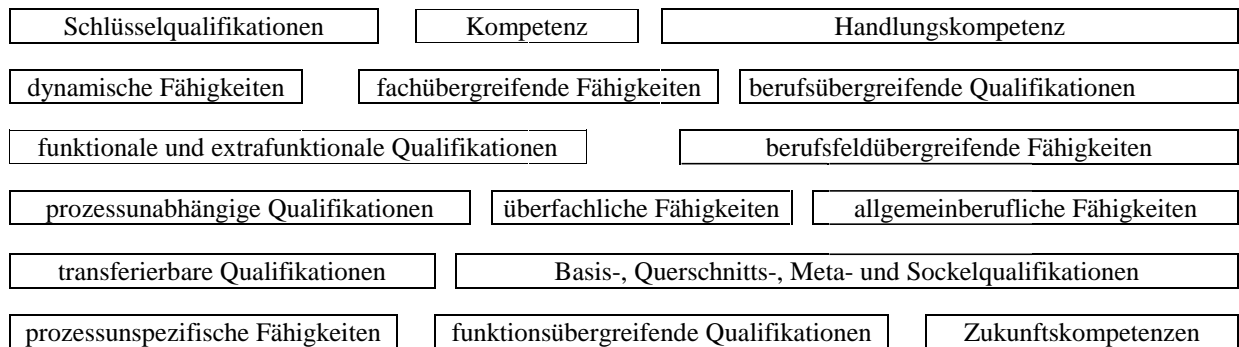 Schlüsselqualifikationen Kompetenz Handlungskompetenz
dynamische Fähigkeiten fachübergreifende Fähigkeiten berufsübergreifende Qualifikationen
funktionale und extrafunktionale Qualifikationen berufsfeldübergreifende Fähigkeiten
prozessunabhängige Qualifikationen überfachliche Fähigkeiten allgemeinberufliche Fähigkeiten
transferierbare Qualifikationen Basis-, Querschnitts-, Meta- und Sockelqualifikationen
prozessunspezifische Fähigkeiten funktionsübergreifende Qualifikationen Zukunftskompetenzen